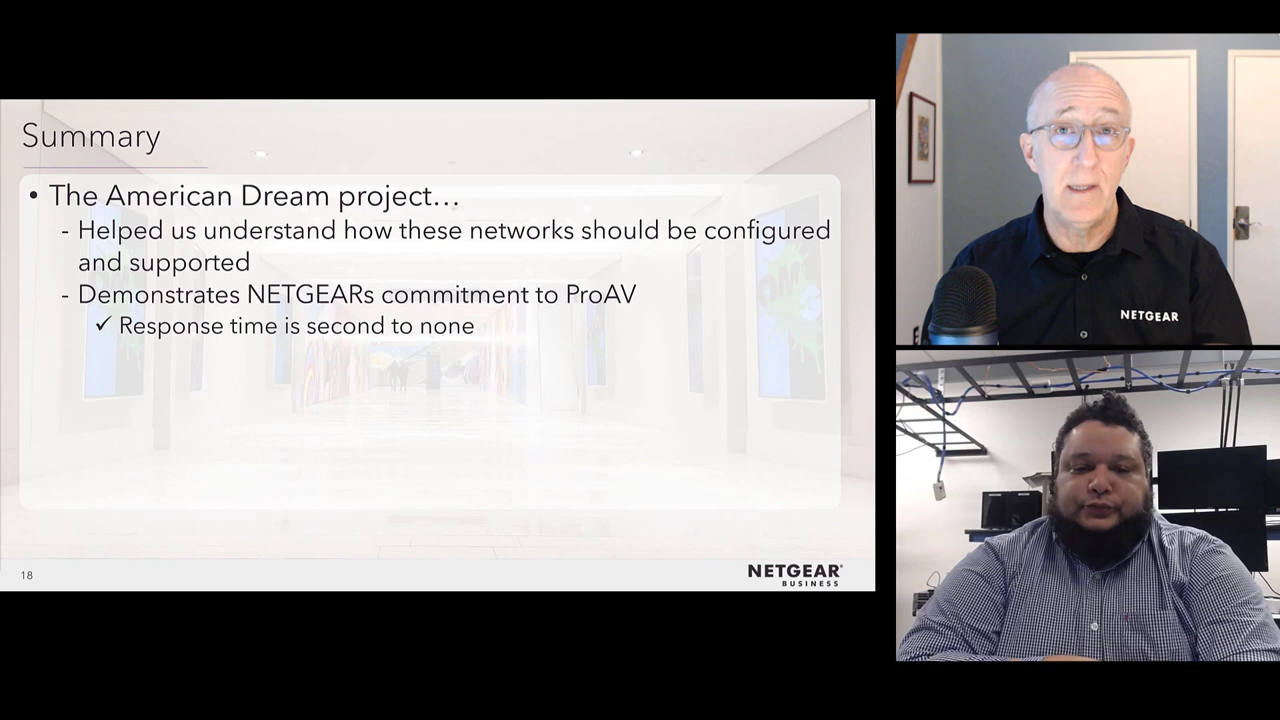 Summary
• The American Dream project…
- Helped us understand how these networks should be configured
and supported
- Demonstrates NETGEARs commitment to ProAV
✓ Response time is second to none
18
NETGEAR®
BUSINESS
NETGEAR